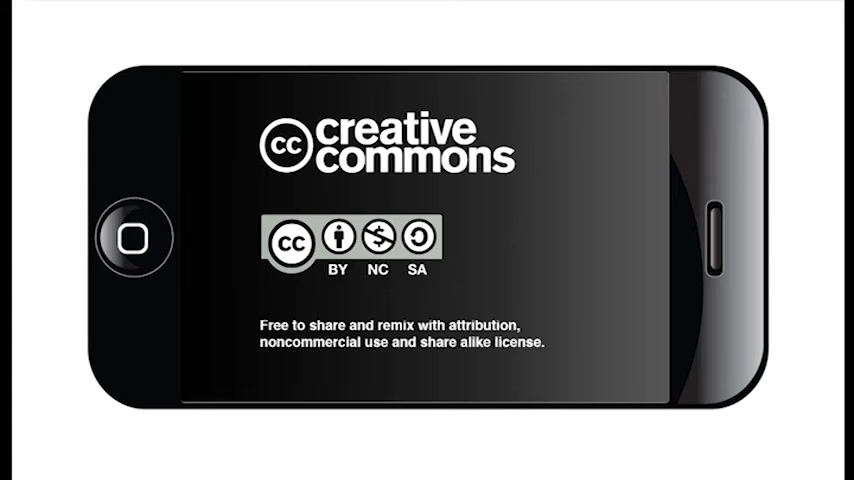 cc creative
commons
cc
BY NC SA
Free to share and remix with attribution,
noncommercial use and share alike license.